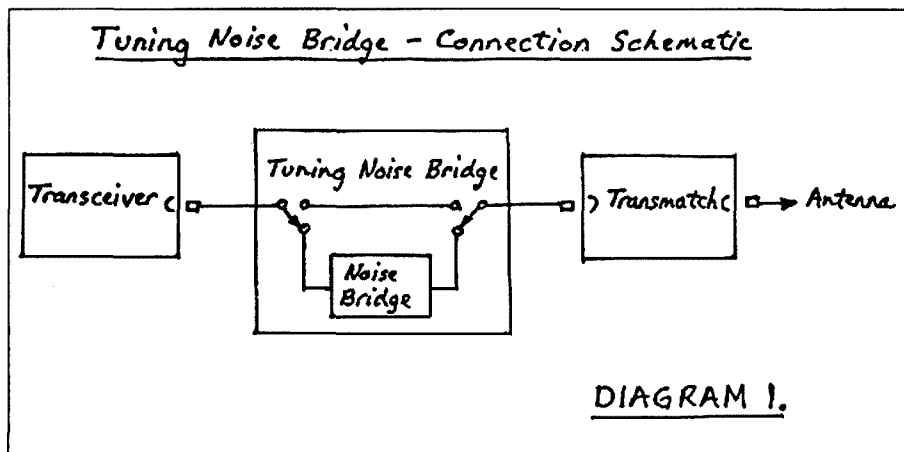 Tuning Noise Bridge - Connection Schematic
Tuning Noise Bridge
Transceiver
Transmatch
Antenna
Noise
Bridge
DIAGRAM 1.